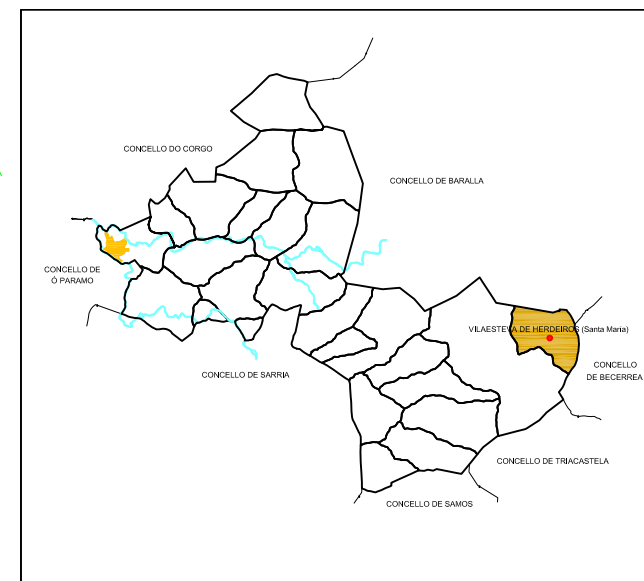 CONCELLO DO CORGO
CONCELLO DE BARALLA
CONCELLO DE
Ó PARAMO
VILAESTEVA DE HERDEIROS (Santa María)
CONCELLO
DE BECERREA
CONCELLO DE SARRIA
CONCELLO DE TRIACASTELA
CONCELLO DE SAMOS